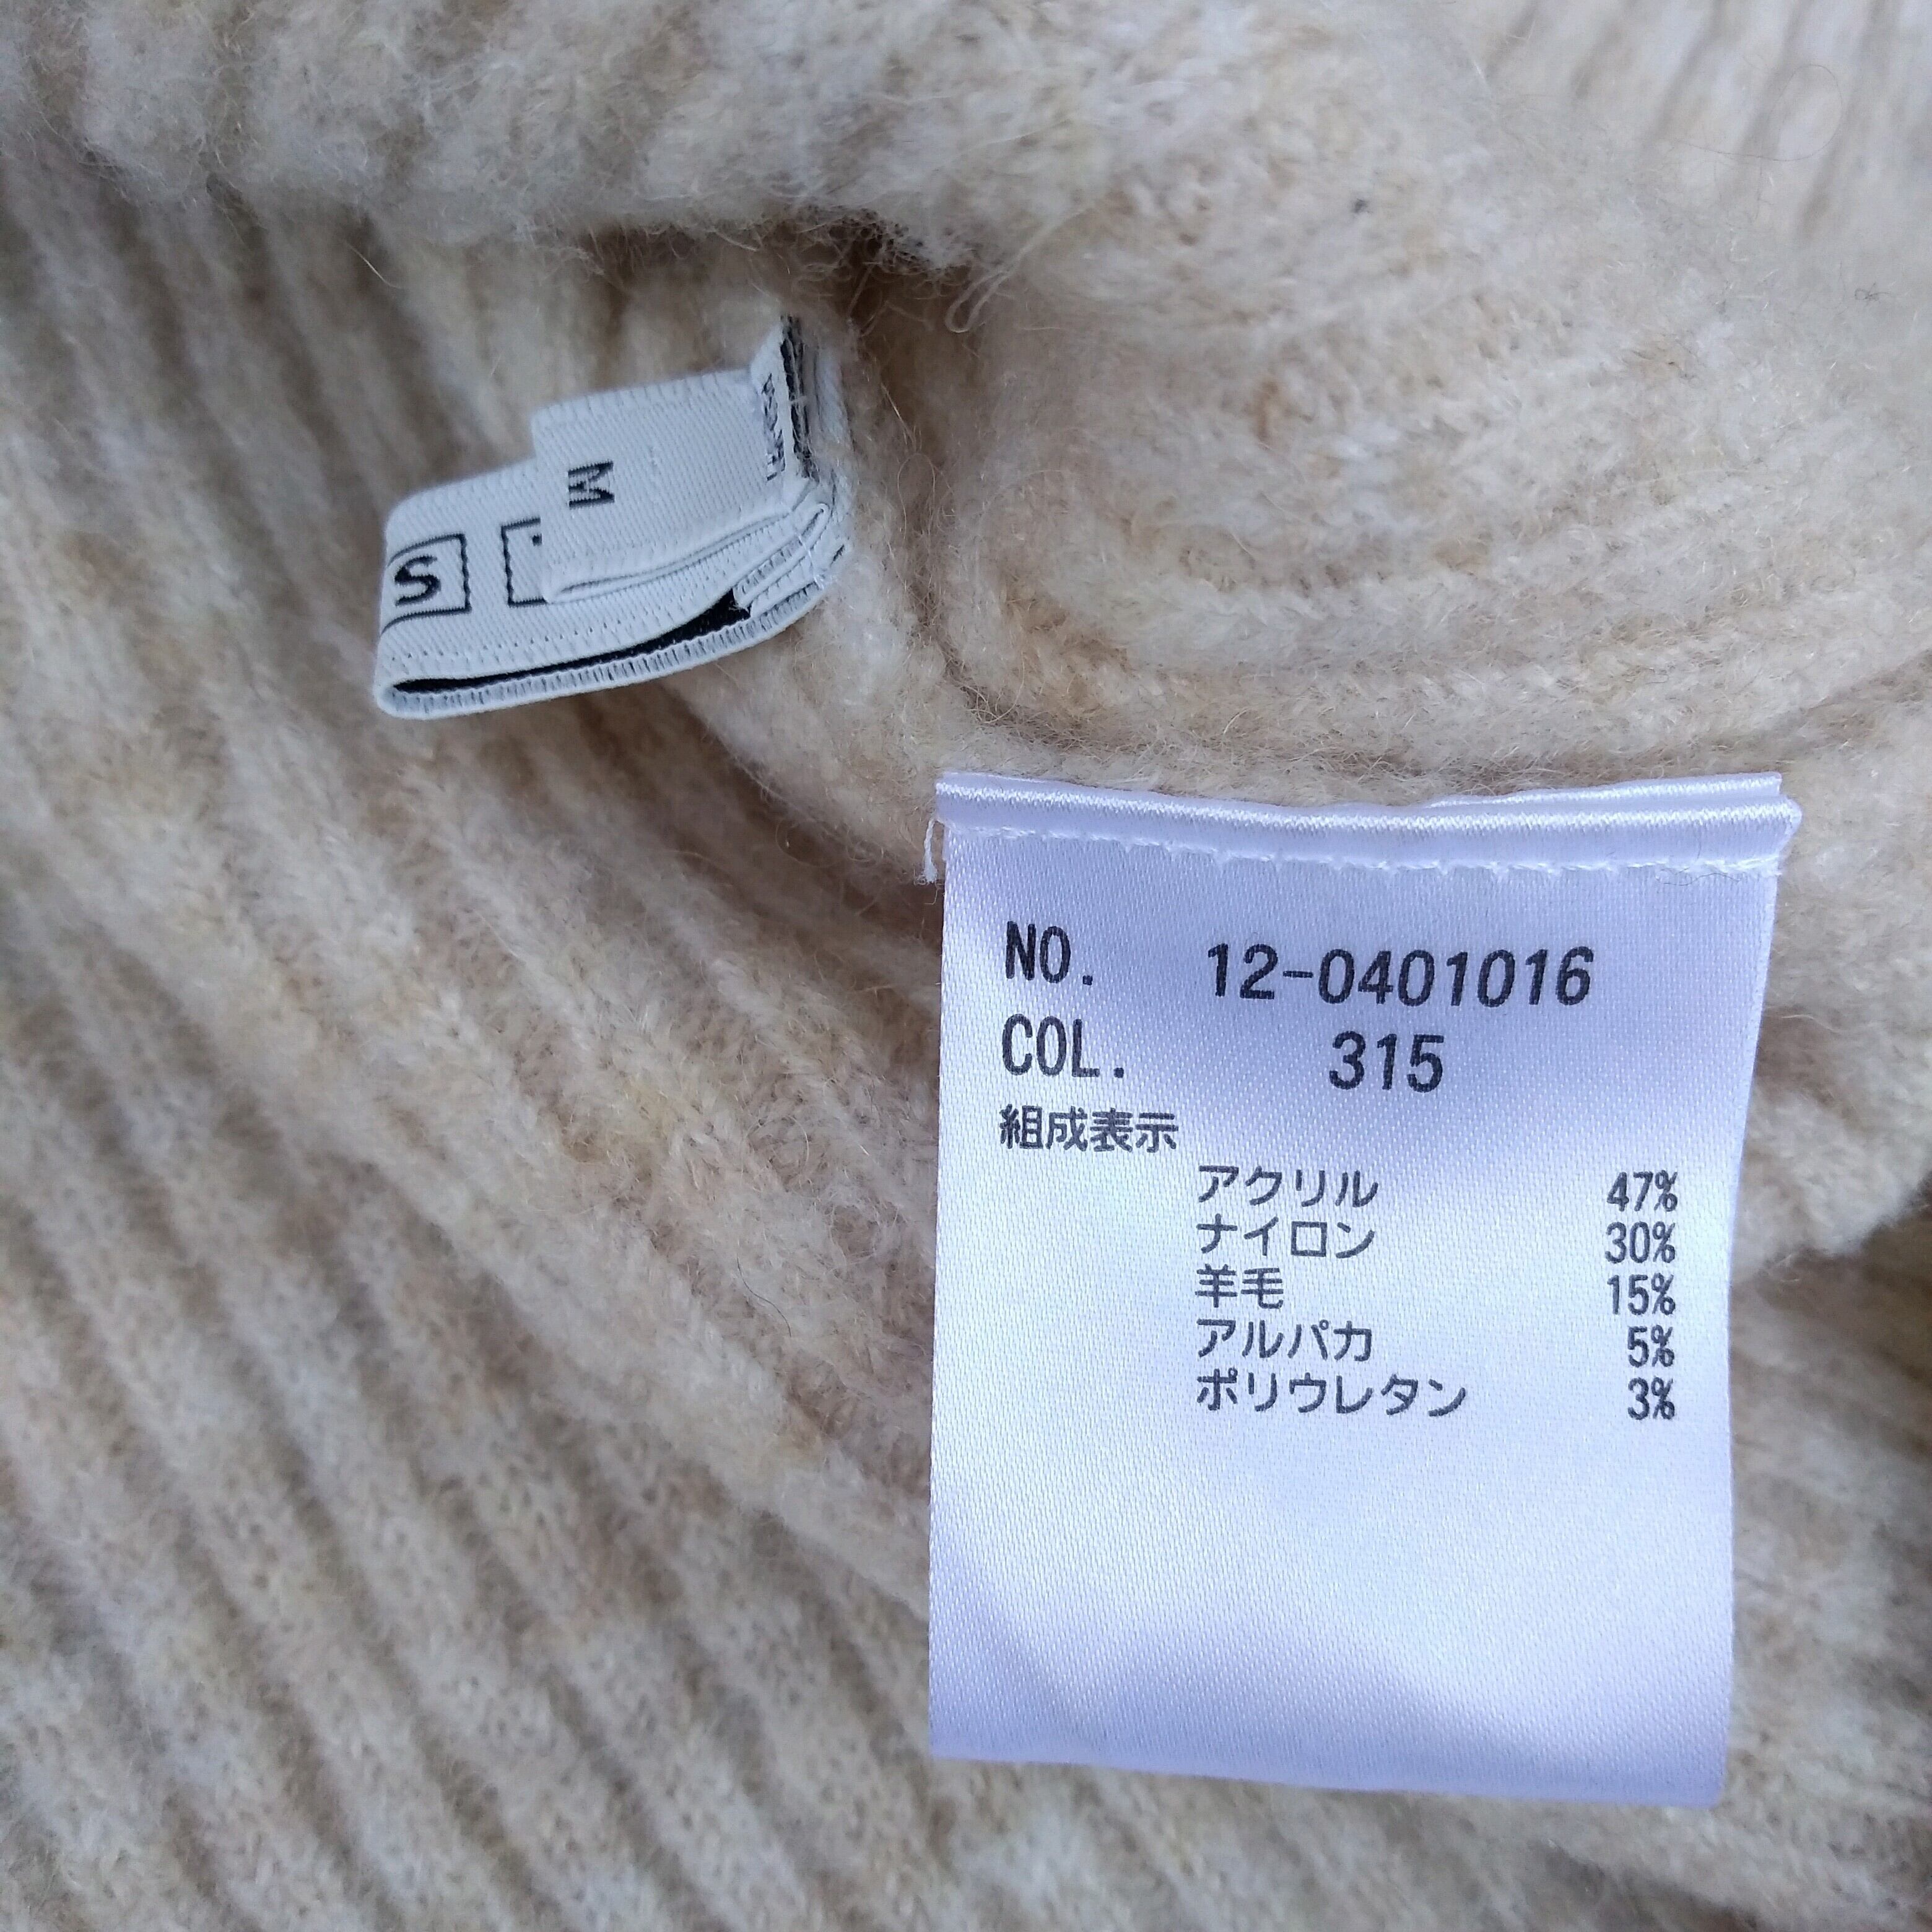 M
S
NO. 12-0401016
COL. 315
組成表示
アクリル 47%
ナイロン 30%
羊毛 15%
アルパカ 5%
ポリウレタン 3%